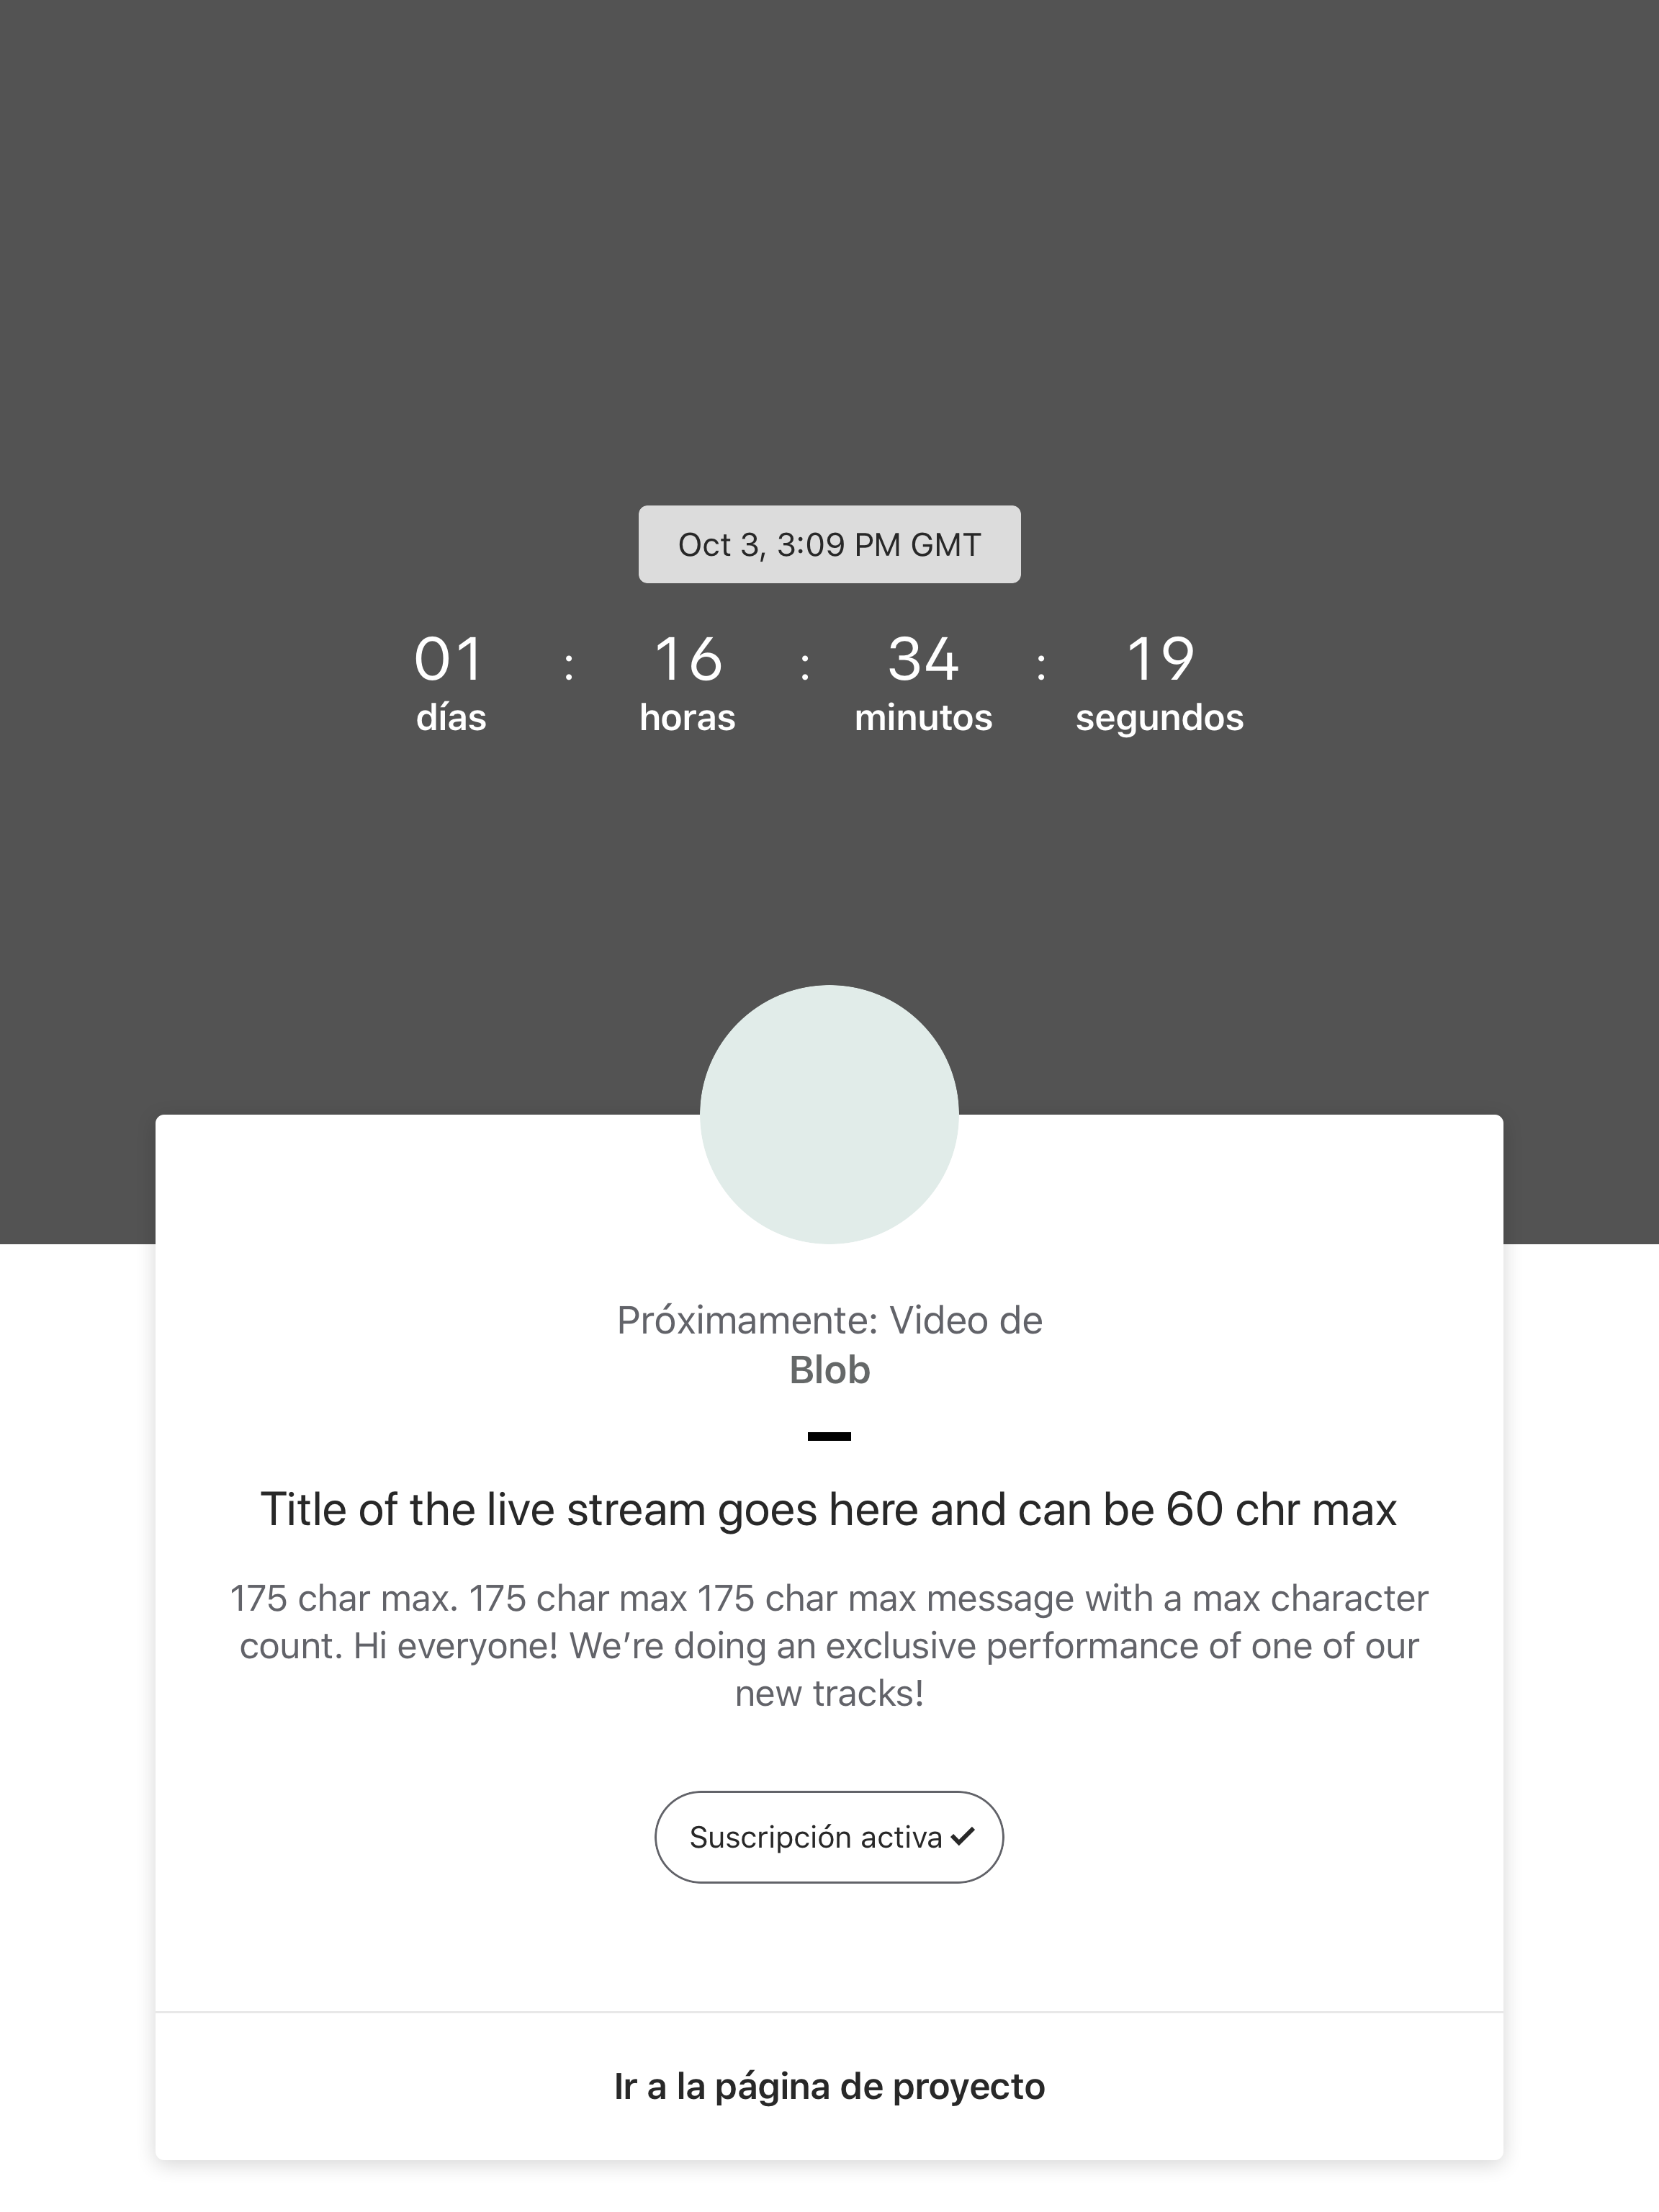 Oct 3, 3:09 PM GMT
01 : 16 : 34 : 19
días horas minutos segundos
Próximamente: Video de
Blob
Title of the live stream goes here and can be 60 chr max
175 char max. 175 char max 175 char max message with a max character
count. Hi everyone! We’re doing an exclusive performance of one of our
new tracks!
Suscripción activa
Ir a la página de proyecto